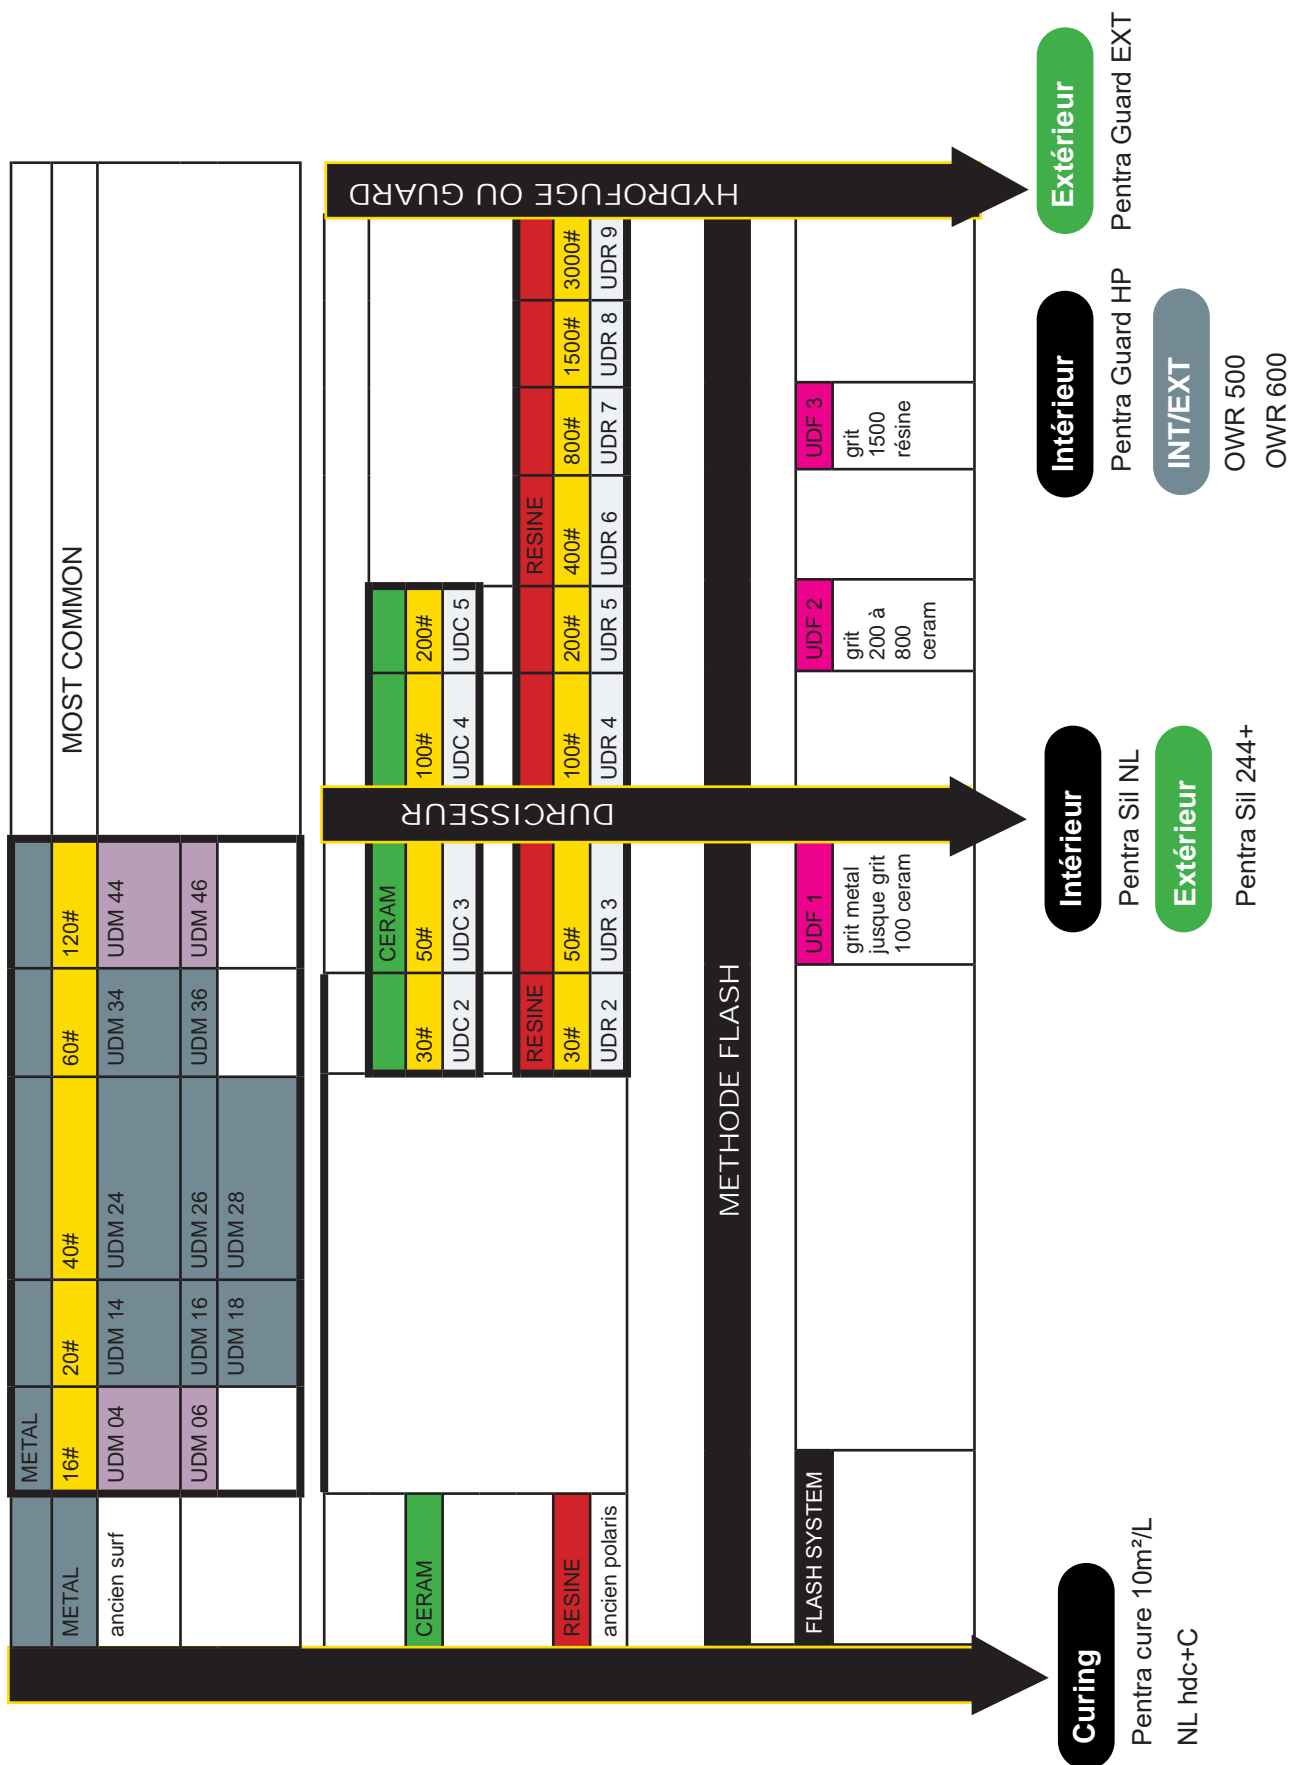 METAL
METAL
16#
20#
40#
60#
120#
MOST COMMON
ancien surf
UDM 04
UDM 14
UDM 24
UDM 34
UDM 44
UDM 06
UDM 16
UDM 26
UDM 36
UDM 46
UDM 18
UDM 28
CERAM
CERAM
30#
50#
100#
200#
UDC 2
UDC 3
UDC 4
UDC 5
RESINE
RESINE
RESINE
30#
50#
100#
200#
400#
800#
1500#
3000#
ancien polaris
UDR 2
UDR 3
UDR 4
UDR 5
UDR 6
UDR 7
UDR 8
UDR 9
DURCISSEUR
HYDROFUGE OU GUARD
METHODE FLASH
FLASH SYSTEM
UDF 1
UDF 2
UDF 3
grit metal
jusque grit
100 ceram
grit
200 à
800
ceram
grit
1500
résine
Curing
Pentra cure 10m²/L
NL hdc+C
Intérieur
Pentra Sil NL
Extérieur
Pentra Sil 244+
Intérieur
Pentra Guard HP
INT/EXT
OWR 500
OWR 600
Extérieur
Pentra Guard EXT